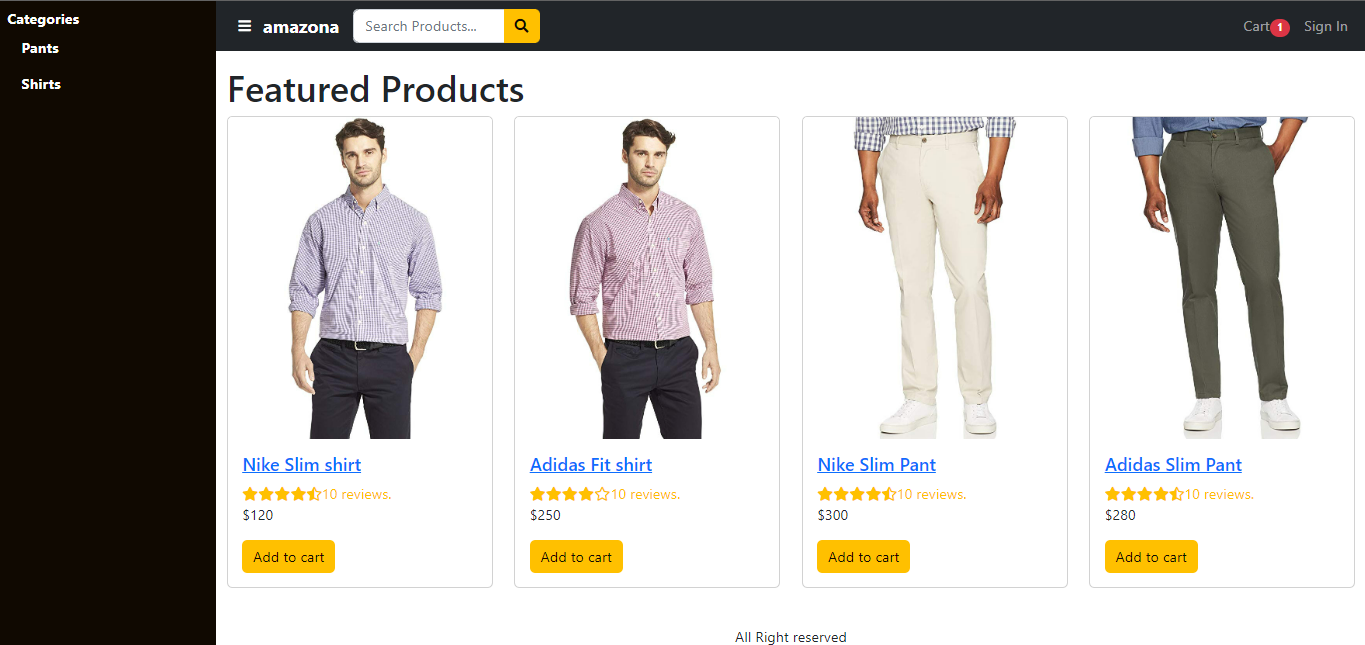 Categories
Pants
Shirts
amazona
Search Products...
Cart 1
Sign In
Featured Products
Nike Slim shirt
10 reviews.
$120
Add to cart
Adidas Fit shirt
10 reviews.
$250
Add to cart
Nike Slim Pant
10 reviews.
$300
Add to cart
Adidas Slim Pant
10 reviews.
$280
Add to cart
All Right reserved